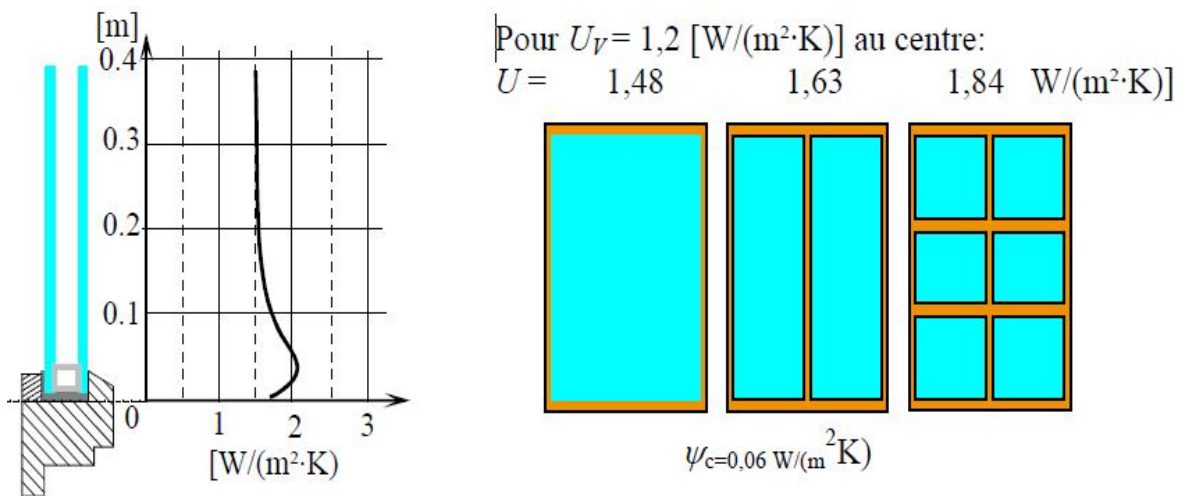 [m]
0.4
0.3
0.2
0.1
0
1 2 3
[W/(m²·K)
Pour U_V = 1,2 [W/(m²·K)] au centre:
U = 1,48 1,63 1,84 W/(m²·K)]
ψ_c=0,06 W/(m²K)